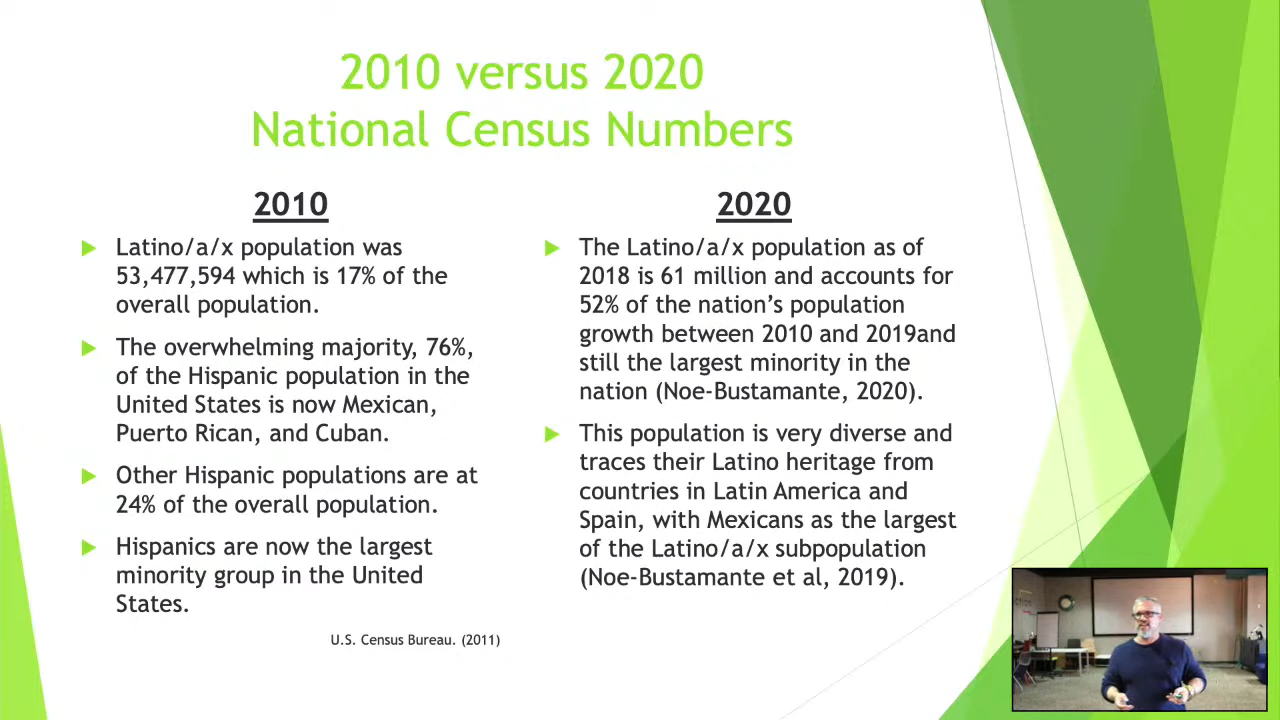 2010 versus 2020
National Census Numbers
2010
Latino/a/x population was
53,477,594 which is 17% of the
overall population.
The overwhelming majority, 76%,
of the Hispanic population in the
United States is now Mexican,
Puerto Rican, and Cuban.
Other Hispanic populations are at
24% of the overall population.
Hispanics are now the largest
minority group in the United
States.
U.S. Census Bureau. (2011)
2020
The Latino/a/x population as of
2018 is 61 million and accounts for
52% of the nation’s population
growth between 2010 and 2019and
still the largest minority in the
nation (Noe-Bustamante, 2020).
This population is very diverse and
traces their Latino heritage from
countries in Latin America and
Spain, with Mexicans as the largest
of the Latino/a/x subpopulation
(Noe-Bustamante et al, 2019).